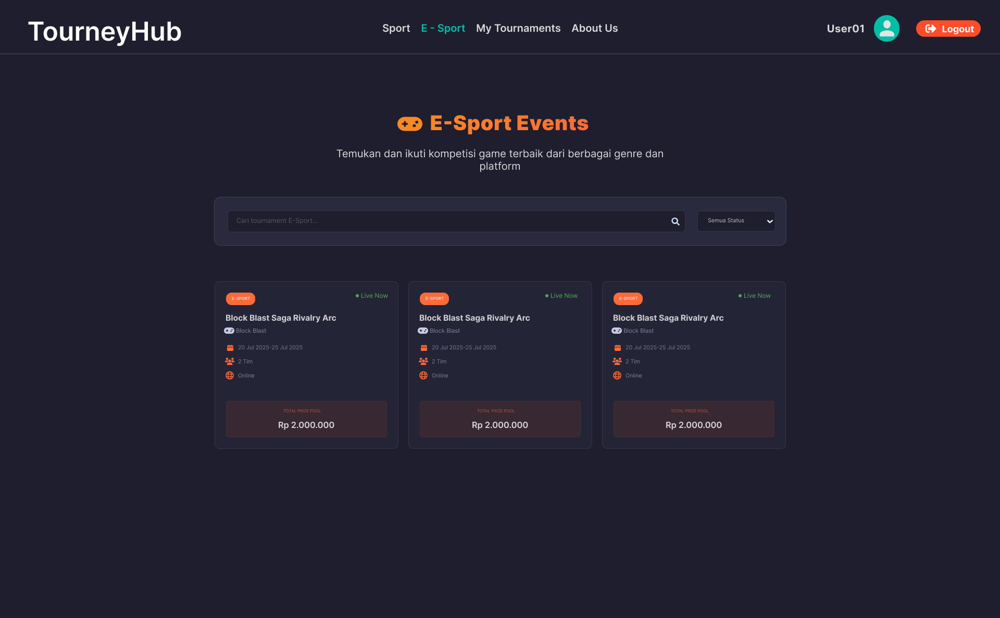 TourneyHub
Sport
E - Sport
My Tournaments
About Us
User01
Logout
E-Sport Events
Temukan dan ikuti kompetisi game terbaik dari berbagai genre dan
platform
Cari tournament E-Sport...
Semua Status
E-SPORT
Live Now
Block Blast Saga Rivalry Arc
Block Blast
20 Jul 2025-25 Jul 2025
2 Tim
Online
TOTAL PRIZE POOL
Rp 2.000.000
E-SPORT
Live Now
Block Blast Saga Rivalry Arc
Block Blast
20 Jul 2025-25 Jul 2025
2 Tim
Online
TOTAL PRIZE POOL
Rp 2.000.000
E-SPORT
Live Now
Block Blast Saga Rivalry Arc
Block Blast
20 Jul 2025-25 Jul 2025
2 Tim
Online
TOTAL PRIZE POOL
Rp 2.000.000